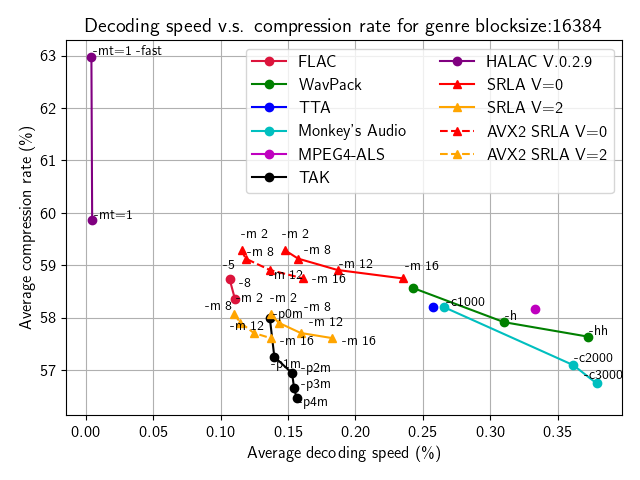 Decoding speed v.s. compression rate for genre blocksize:16384
Average compression rate (%)
63
62
61
60
59
58
57
-mt=1 -fast
-mt=1
FLAC
WavPack
TTA
Monkey's Audio
MPEG4-ALS
TAK
HALAC V.0.2.9
SRLA V=0
SRLA V=2
AVX2 SRLA V=0
AVX2 SRLA V=2
-m 2
-m 2
-m 8
-m 8
-5
-m 12
-m 12
-m 16
-m 16
-8
-m 2
-m 2
-m 8
-m 8
-p0m
-m 12
-m 12
-m 16
-m 16
-c1000
-h
-hh
-p1m
-p2m
-p3m
-p4m
-c2000
-c3000
0.00
0.05
0.10
0.15
0.20
0.25
0.30
0.35
Average decoding speed (%)